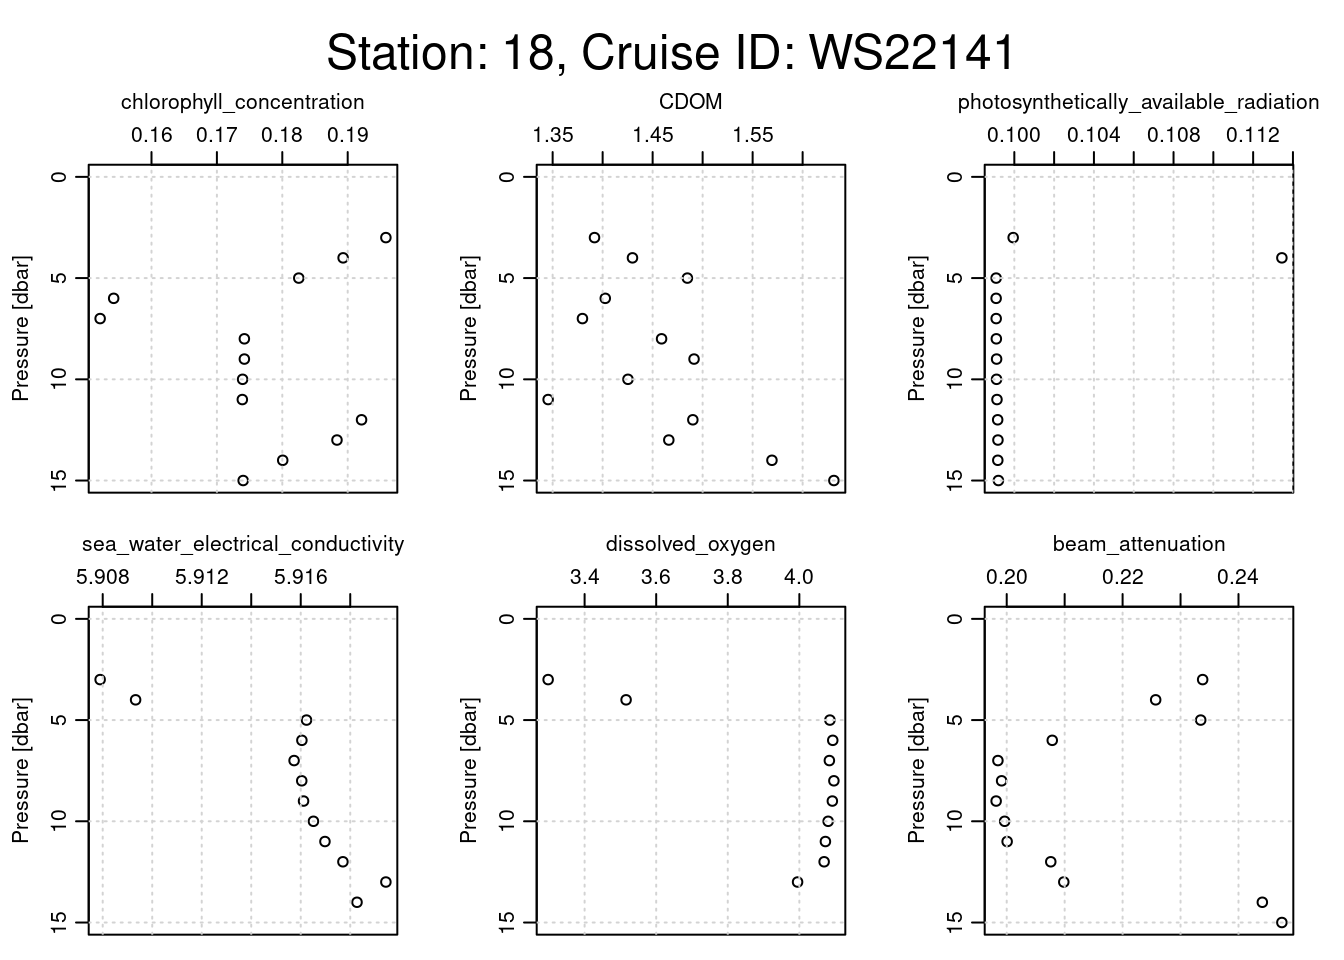 Station: 18, Cruise ID: WS22141
chlorophyll_concentration
0.16 0.17 0.18 0.19
Pressure [dbar]
0
5
10
15
CDOM
1.35 1.45 1.55
Pressure [dbar]
0
5
10
15
photosynthetically_available_radiation
0.100 0.104 0.108 0.112
Pressure [dbar]
0
5
10
15
sea_water_electrical_conductivity
5.908 5.912 5.916
Pressure [dbar]
0
5
10
15
dissolved_oxygen
3.4 3.6 3.8 4.0
Pressure [dbar]
0
5
10
15
beam_attenuation
0.20 0.22 0.24
Pressure [dbar]
0
5
10
15